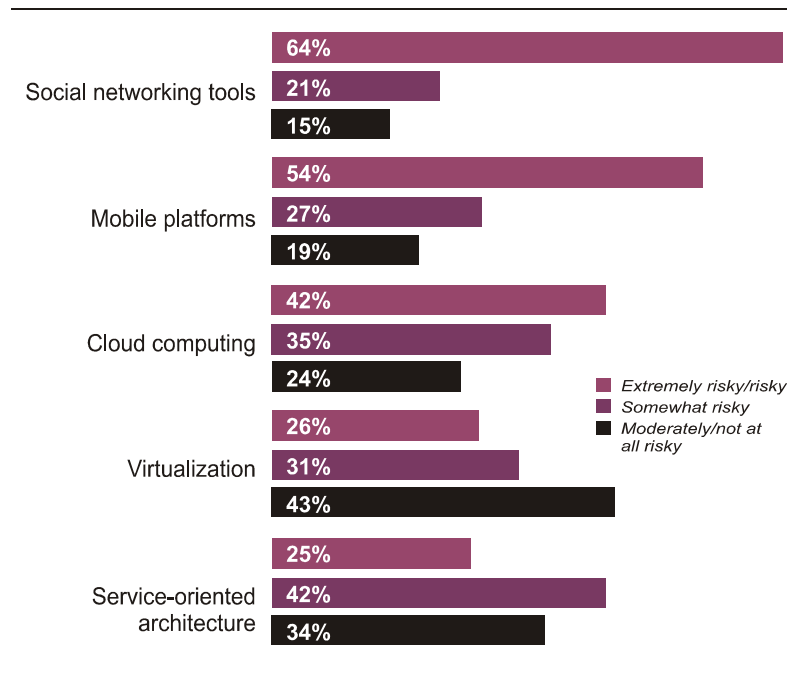 64%
Social networking tools
21%
15%
54%
Mobile platforms
27%
19%
42%
Cloud computing
35%
24%
Extremely risky/risky
Somewhat risky
Moderately/not at
all risky
26%
Virtualization
31%
43%
25%
Service-oriented
architecture
42%
34%